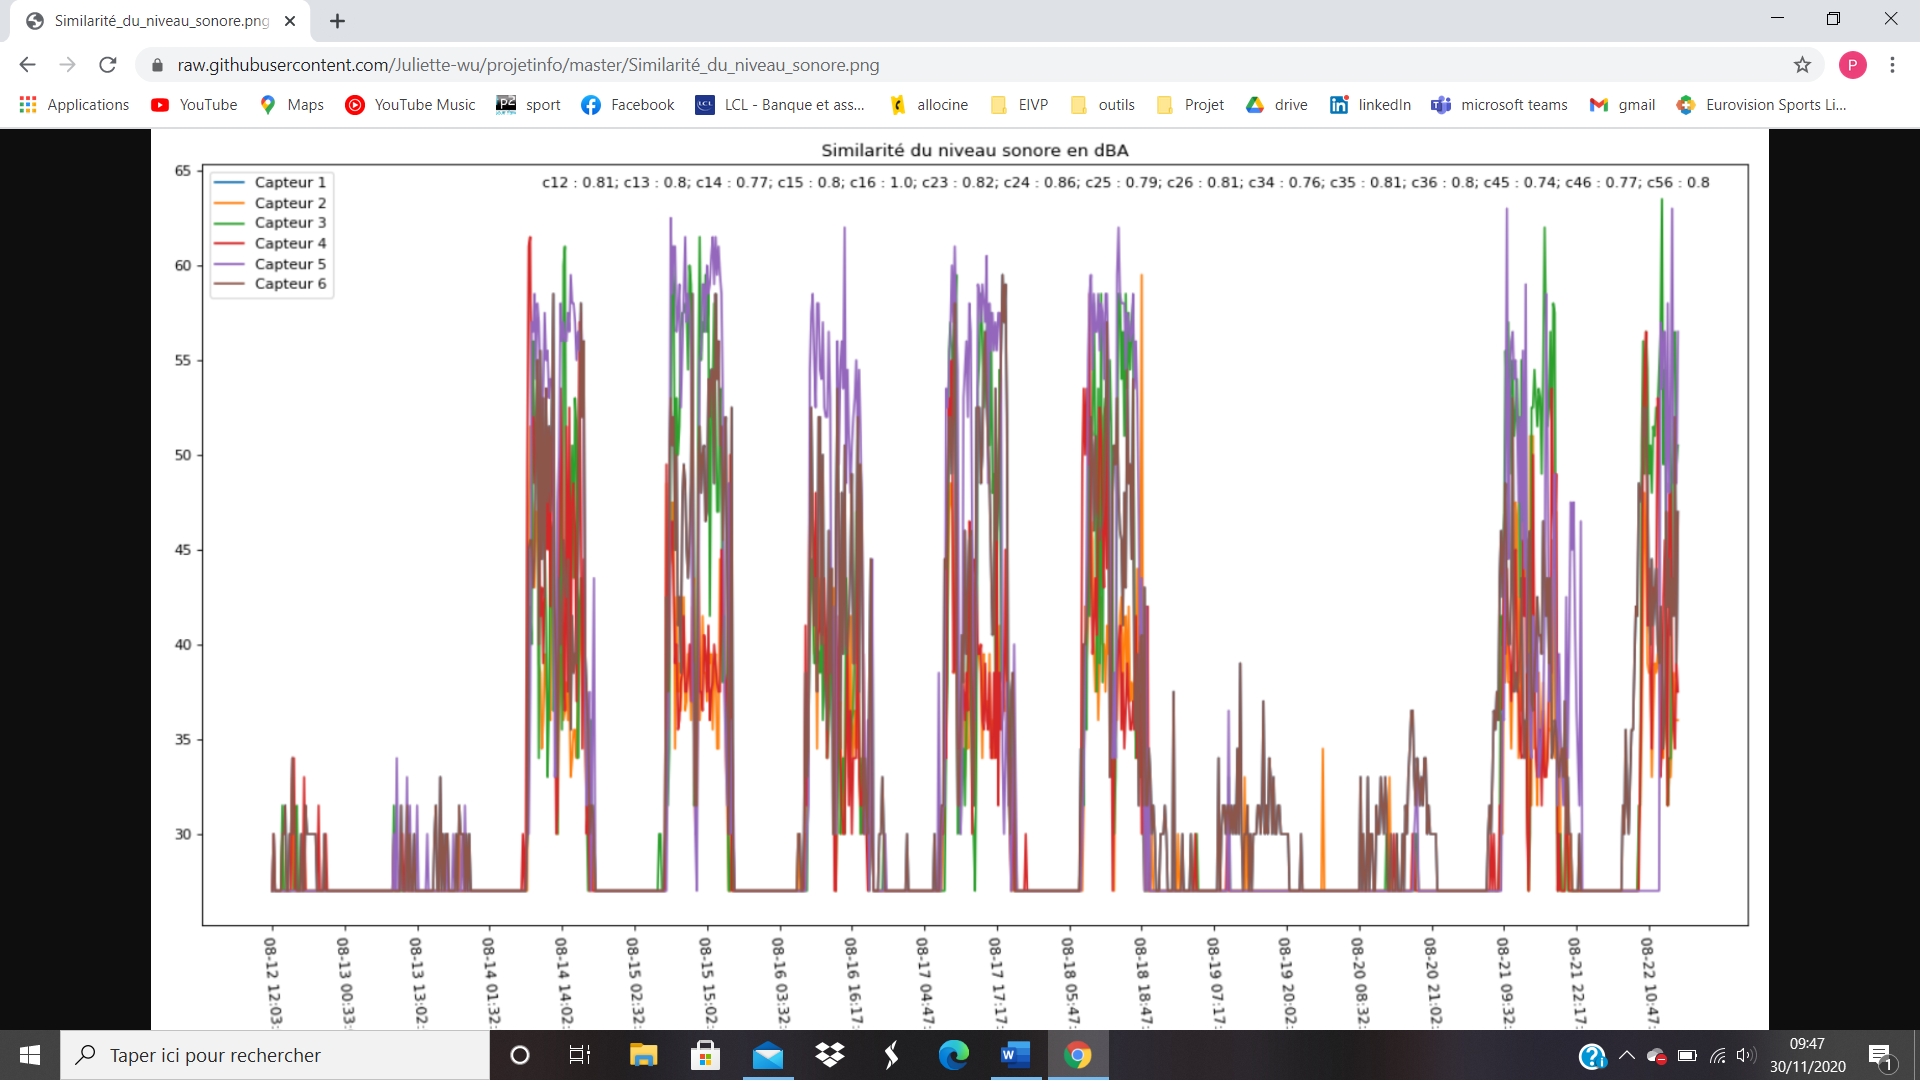 Similarité_du_niveau_sonore.png
raw.githubusercontent.com/Juliette-wu/projetinfo/master/Similarité_du_niveau_sonore.png
P
Applications
YouTube
Maps
YouTube Music
sport
Facebook
LCL - Banque et ass...
allocine
EIVP
outils
Projet
drive
linkedIn
microsoft teams
gmail
Eurovision Sports Li...
Similarité du niveau sonore en dBA
c12 : 0.81; c13 : 0.8; c14 : 0.77; c15 : 0.8; c16 : 1.0; c23 : 0.82; c24 : 0.86; c25 : 0.79; c26 : 0.81; c34 : 0.76; c35 : 0.81; c36 : 0.8; c45 : 0.74; c46 : 0.77; c56 : 0.8
Capteur 1
Capteur 2
Capteur 3
Capteur 4
Capteur 5
Capteur 6
65
60
55
50
45
40
35
30
08-12 12:03:
08-13 00:33:
08-13 13:02:
08-14 01:32:
08-14 14:02:
08-15 02:32:
08-15 15:02:
08-16 03:32:
08-16 16:17:
08-17 04:47:
08-17 17:17:
08-18 05:47:
08-18 18:47:
08-19 07:17:
08-19 20:02:
08-20 08:32:
08-20 21:02:
08-21 09:32:
08-21 22:17:
08-22 10:47:
Taper ici pour rechercher
09:47
30/11/2020
1